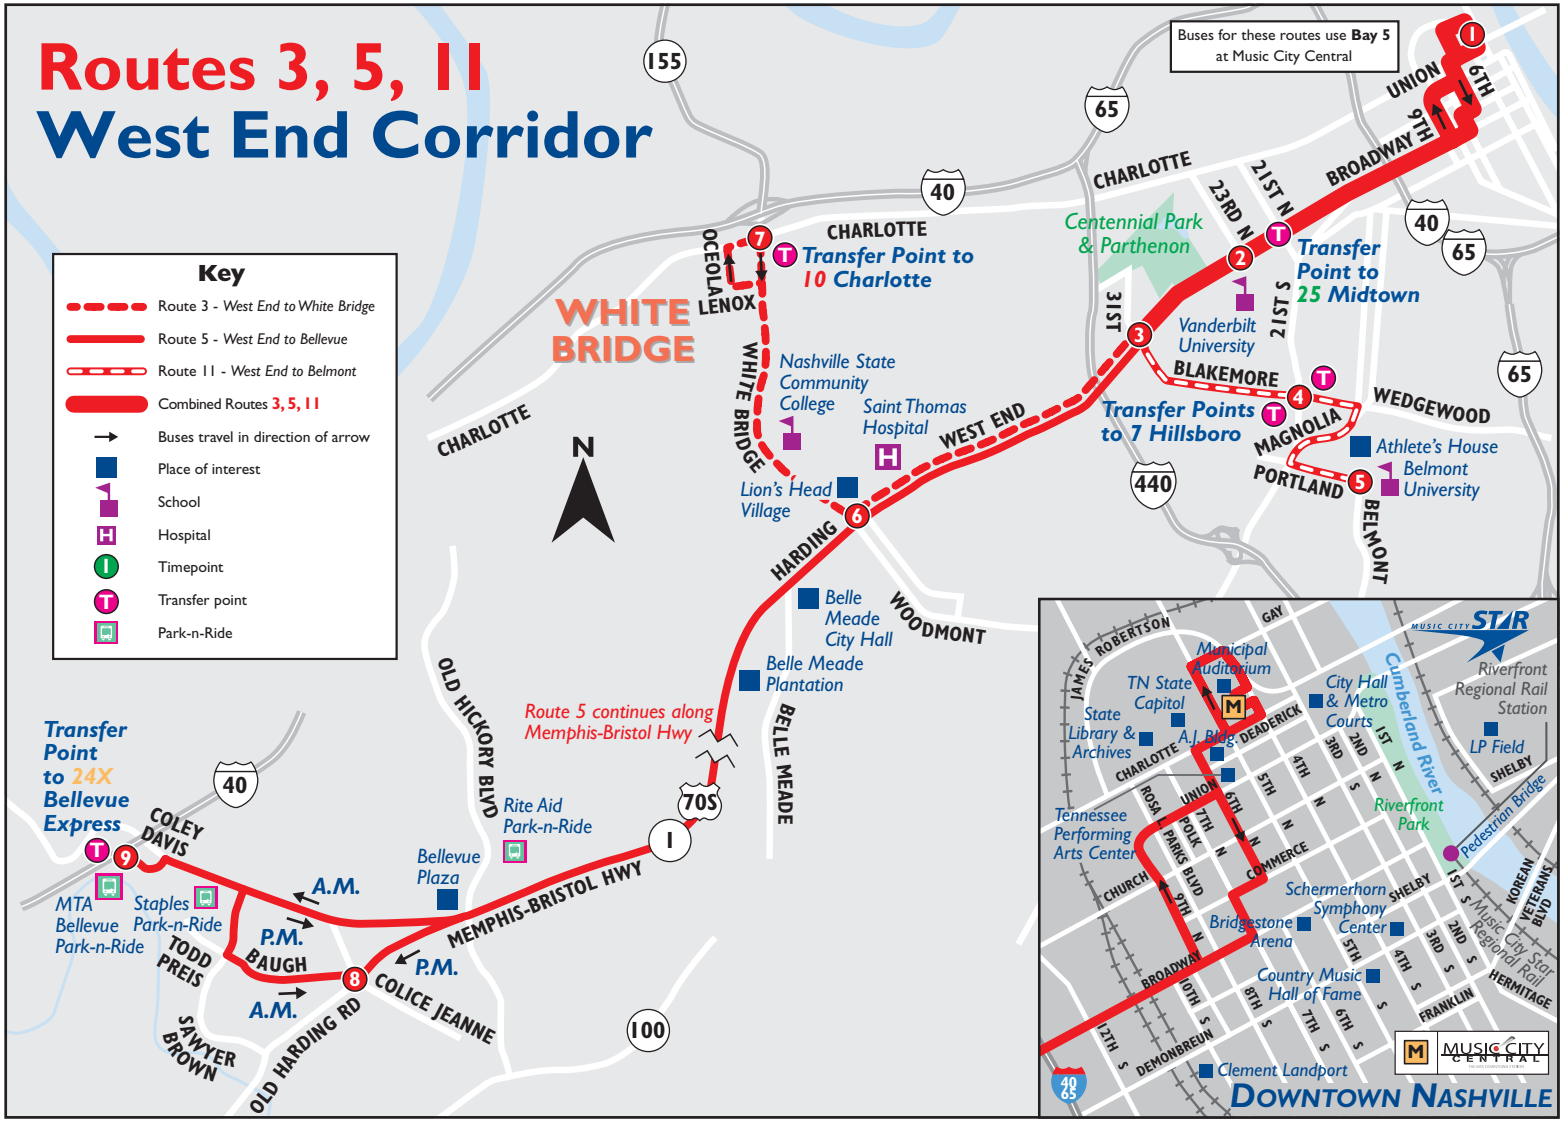 Routes 3, 5, 11
West End Corridor
Buses for these routes use Bay 5
at Music City Central
Key
Route 3 - West End to White Bridge
Route 5 - West End to Bellevue
Route 11 - West End to Belmont
Combined Routes 3, 5, 11
Buses travel in direction of arrow
Place of interest
School
Hospital
1
Timepoint
T
Transfer point
Park-n-Ride
H
155
65
40
40
65
65
440
1
UNION
6TH
9TH
BROADWAY
CHARLOTTE
21ST N
23RD N
Centennial Park
& Parthenon
T
2
Transfer
Point to
25 Midtown
Vanderbilt
University
21ST S
31ST
3
BLAKEMORE
T
4
T
WEDGEWOOD
Transfer Points
to 7 Hillsboro
MAGNOLIA
Athlete's House
Belmont
University
PORTLAND
5
BELMONT
OCEOLA
7
T
CHARLOTTE
Transfer Point to
10 Charlotte
LENOX
WHITE
BRIDGE
WHITE BRIDGE
Nashville State
Community
College
Saint Thomas
Hospital
H
WEST END
CHARLOTTE
N
Lion's Head
Village
6
HARDING
WOODMONT
Belle
Meade
City Hall
Belle Meade
Plantation
BELLE MEADE
Route 5 continues along
Memphis-Bristol Hwy
70S
1
OLD HICKORY BLVD
Rite Aid
Park-n-Ride
Bellevue
Plaza
MEMPHIS-BRISTOL HWY
Transfer
Point
to 24X
Bellevue
Express
40
COLEY
DAVIS
T
9
MTA
Bellevue
Park-n-Ride
Staples
Park-n-Ride
A.M.
P.M.
P.M.
A.M.
TODD
PREIS
BAUGH
8
COLICE JEANNE
SAWYER
BROWN
OLD HARDING RD
100
JAMES ROBERTSON
GAY
MUSIC CITY STAR
Riverfront
Regional Rail
Station
Municipal
Auditorium
TN State
Capitol
M
State
Library &
Archives
A.J. Bldg.
City Hall
& Metro
Courts
Cumberland River
LP Field
SHELBY
CHARLOTTE
DEADERICK
1ST N
2ND
S
3RD
4TH
N
5TH
N
6TH
N
7TH
N
UNION
ROSA L PARKS BLVD
POLK
Tennessee
Performing
Arts Center
Riverfront
Park
Pedestrian Bridge
COMMERCE
CHURCH
9TH
N
Schermerhorn
Symphony
Center
SHELBY
1ST S
KOREAN
VETERANS
BLVD
Music City Star
Regional Rail
Bridgestone
Arena
BROADWAY
5TH
S
4TH
S
3RD
S
2ND
S
HERMITAGE
Country Music
Hall of Fame
10TH
S
8TH
S
7TH
S
6TH
S
FRANKLIN
12TH
S
DEMONBREUN
Clement Landport
40
65
M
MUSIC CITY
CENTRAL
DOWNTOWN NASHVILLE